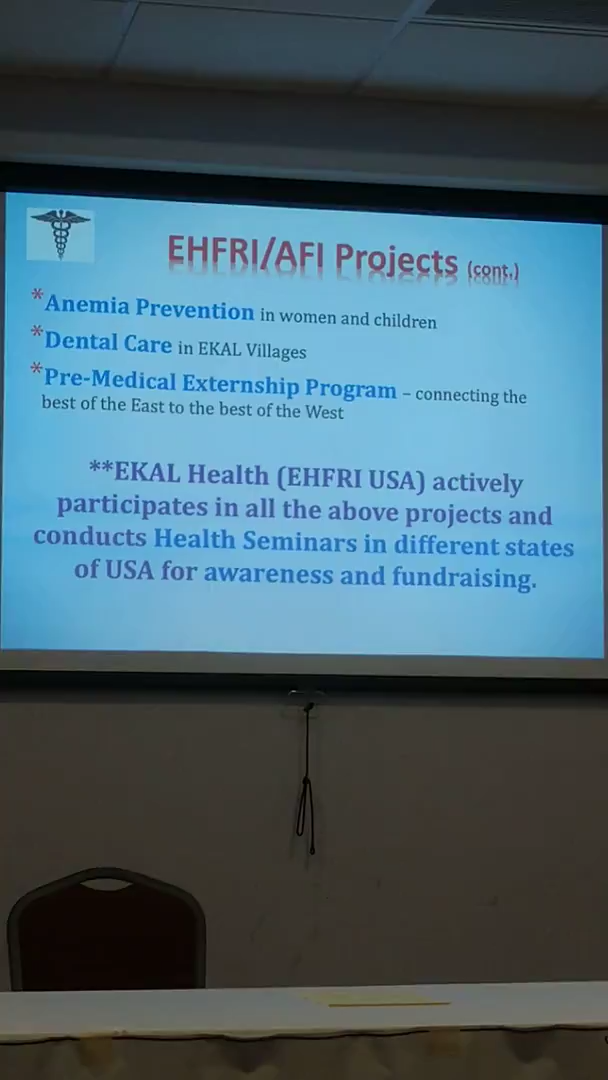 EHFRI/AFI Projects (cont.)
*Anemia Prevention in women and children
*Dental Care in EKAL Villages
*Pre-Medical Externship Program – connecting the
best of the East to the best of the West
**EKAL Health (EHFRI USA) actively
participates in all the above projects and
conducts Health Seminars in different states
of USA for awareness and fundraising.